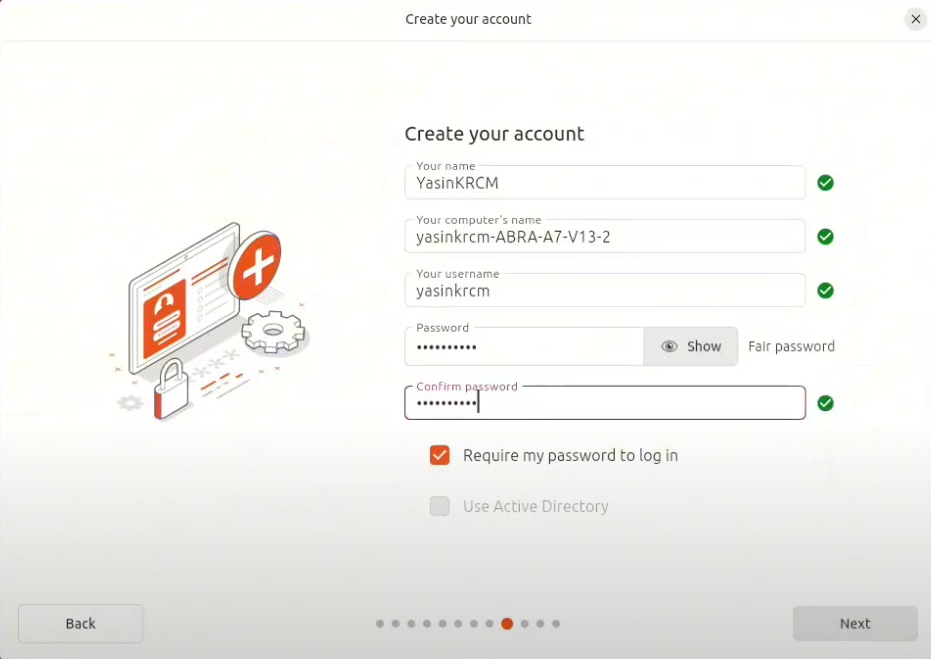 Create your account
Create your account
Your name
YasinKRCM
Your computer's name
yasinkrcm-ABRA-A7-V13-2
Your username
yasinkrcm
Password
•••••••••• Show Fair password
Confirm password
••••••••••
Require my password to log in
Use Active Directory
Back Next